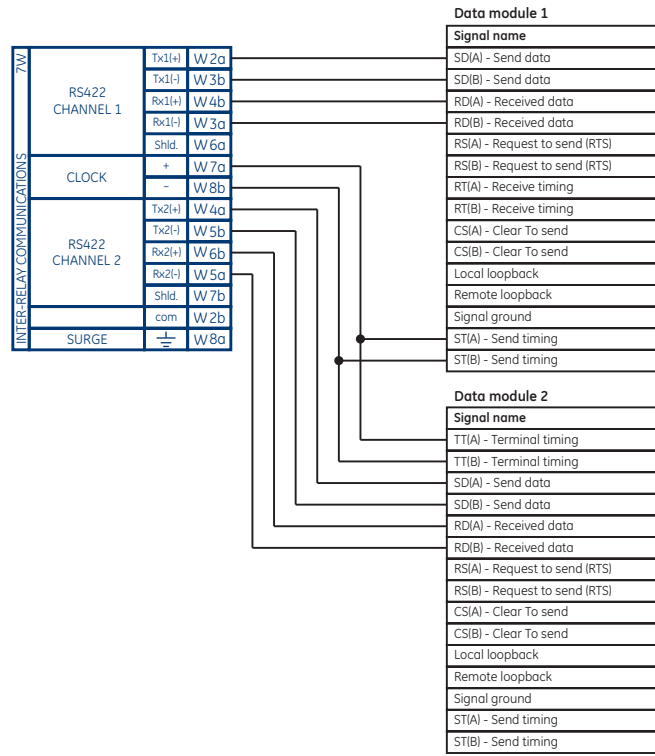 Data module 1
Signal name
7W
INTER-RELAY COMMUNICATIONS
RS422
CHANNEL 1
Tx1(+) W2a
Tx1(-) W3b
Rx1(+) W4b
Rx1(-) W3a
Shld. W6a
CLOCK
+ W7a
– W8b
RS422
CHANNEL 2
Tx2(+) W4a
Tx2(-) W5b
Rx2(+) W6b
Rx2(-) W5a
Shld. W7b
com W2b
SURGE W8a
SD(A) - Send data
SD(B) - Send data
RD(A) - Received data
RD(B) - Received data
RS(A) - Request to send (RTS)
RS(B) - Request to send (RTS)
RT(A) - Receive timing
RT(B) - Receive timing
CS(A) - Clear To send
CS(B) - Clear To send
Local loopback
Remote loopback
Signal ground
ST(A) - Send timing
ST(B) - Send timing
Data module 2
Signal name
TT(A) - Terminal timing
TT(B) - Terminal timing
SD(A) - Send data
SD(B) - Send data
RD(A) - Received data
RD(B) - Received data
RS(A) - Request to send (RTS)
RS(B) - Request to send (RTS)
CS(A) - Clear To send
CS(B) - Clear To send
Local loopback
Remote loopback
Signal ground
ST(A) - Send timing
ST(B) - Send timing